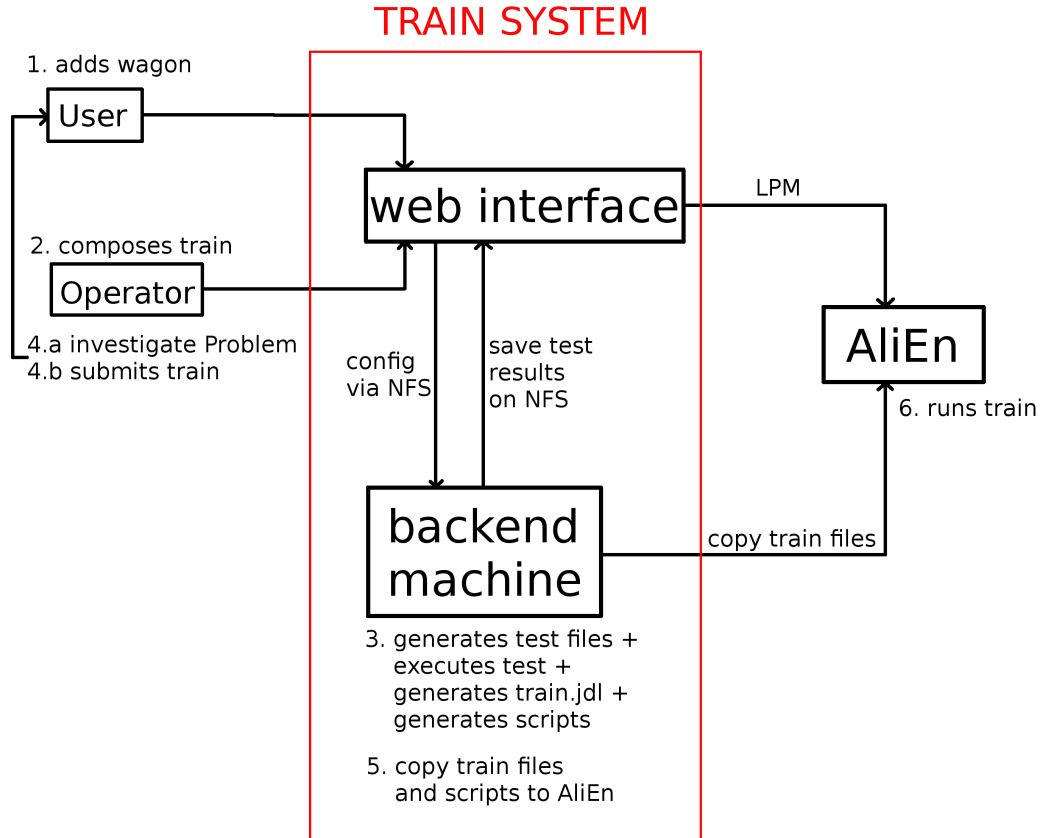 TRAIN SYSTEM
1. adds wagon
User
web interface
LPM
2. composes train
Operator
4.a investigate Problem
4.b submits train
config
via NFS
save test
results
on NFS
AliEn
6. runs train
backend
machine
copy train files
3. generates test files +
executes test +
generates train.jdl +
generates scripts
5. copy train files
and scripts to AliEn